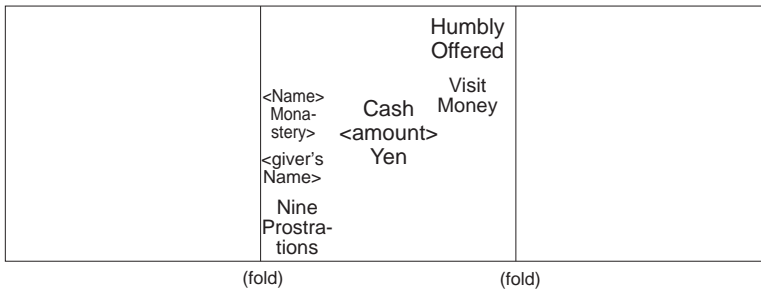 Humbly
Offered
Visit
Money
Cash
<amount>
Yen
<Name>
Mona-
stery>
<giver's
Name>
Nine
Prostra-
tions
(fold)
(fold)